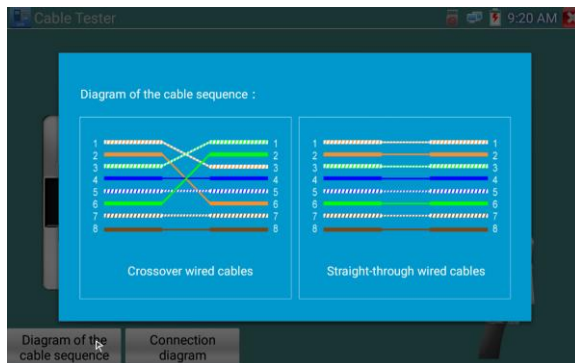 Cable Tester
9:20 AM
Diagram of the cable sequence :
1 1
2 2
3 3
4 4
5 5
6 6
7 7
8 8
Crossover wired cables
1 1
2 2
3 3
4 4
5 5
6 6
7 7
8 8
Straight-through wired cables
Diagram of the
cable sequence
Connection
diagram